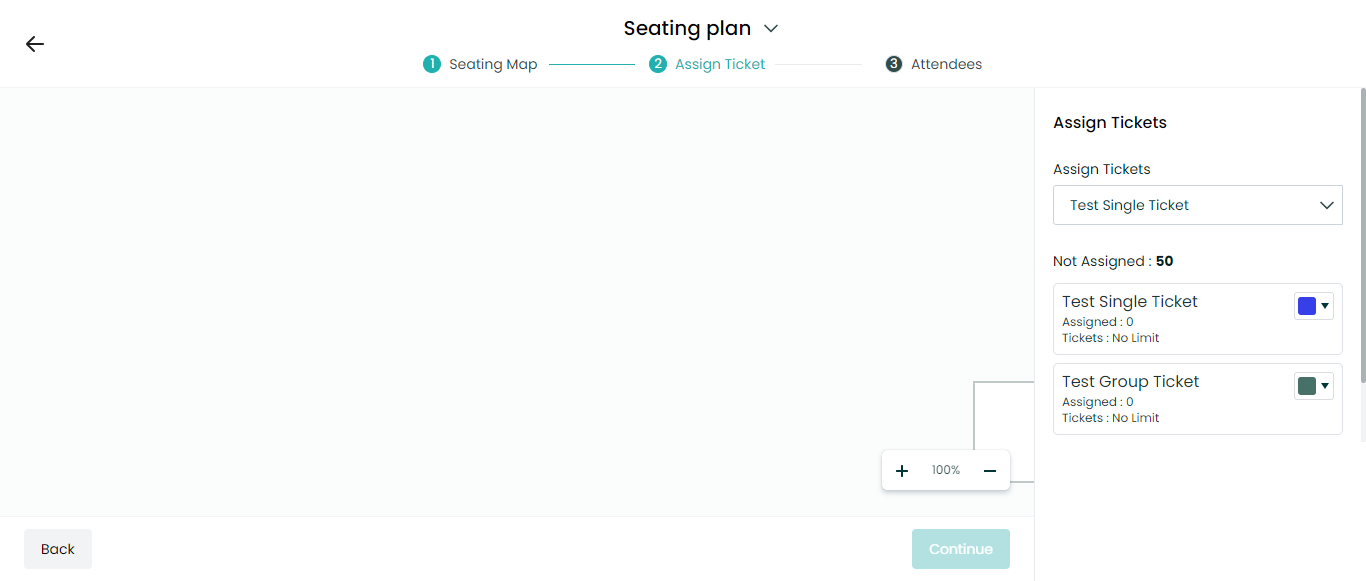 Seating plan
1 Seating Map
2 Assign Ticket
3 Attendees
Assign Tickets
Assign Tickets
Test Single Ticket
Not Assigned : 50
Test Single Ticket
Assigned : 0
Tickets : No Limit
Test Group Ticket
Assigned : 0
Tickets : No Limit
+ 100% −
Back
Continue